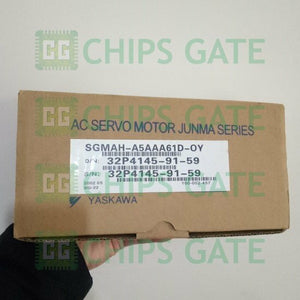 CHIPS GATE
AC SERVO MOTOR JUNMA SERIES
SGMAH-A5AAA61D-OY
O/N: 32P4145-91-59
S/N: 32P4145-91-59
YASKAWA
CHIPS GATE